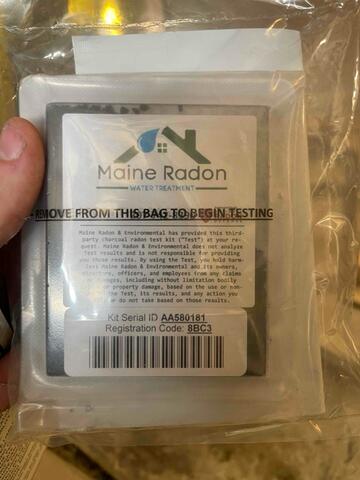 Maine Radon
WATER TREATMENT
REMOVE FROM THIS BAG TO BEGIN TESTING
Maine Radon & Environmental has provided this third-
party charcoal radon test kit ("Test") at your re-
quest. Maine Radon & Environmental does not analyze
Test results and is not responsible for providing
you those results. By using the Test, you hold harm-
less Maine Radon & Environmental and its owners,
directors, officers, and employees from any claims
damages, including without limitation bodily
or property damage, based on the use or non-
the Test, its results, and any action you
or do not take based on those results.
Kit Serial ID AA580181
Registration Code: 8BC3